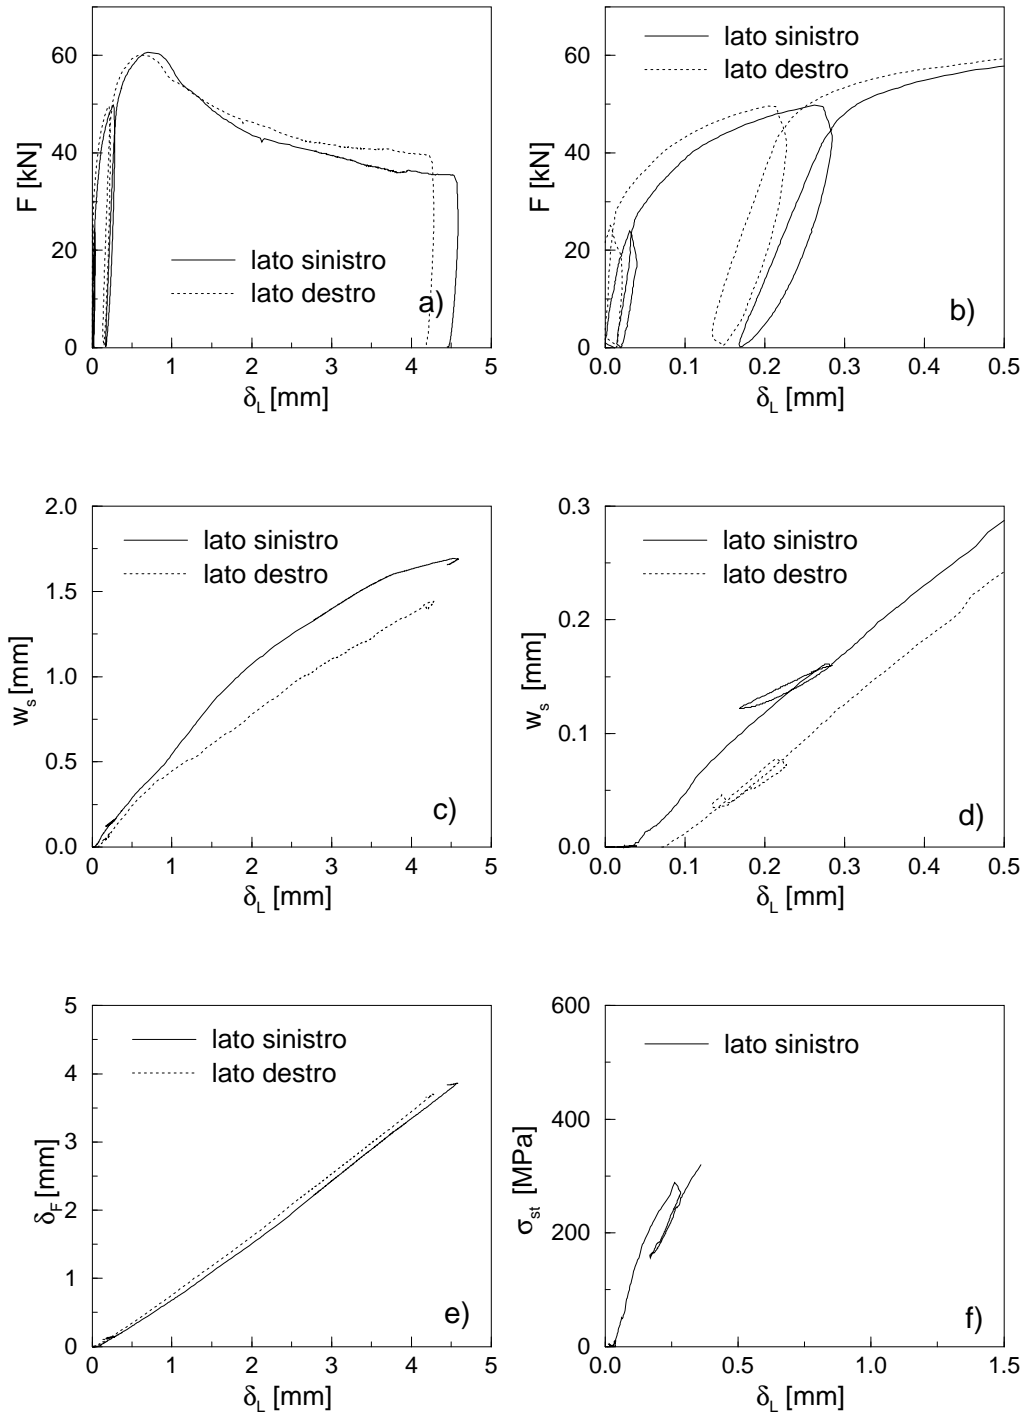 60
40
20
0
F [kN]
lato sinistro
lato destro
a)
0
1
2
3
4
5
δL [mm]
60
40
20
0
F [kN]
lato sinistro
lato destro
b)
0.0
0.1
0.2
0.3
0.4
0.5
δL [mm]
2.0
1.5
1.0
0.5
0.0
ws [mm]
lato sinistro
lato destro
c)
0
1
2
3
4
5
δL [mm]
0.3
0.2
0.1
0.0
ws [mm]
lato sinistro
lato destro
d)
0.0
0.1
0.2
0.3
0.4
0.5
δL [mm]
5
4
3
2
1
0
δF [mm]
lato sinistro
lato destro
e)
0
1
2
3
4
5
δL [mm]
600
400
200
0
σst [MPa]
lato sinistro
f)
0.0
0.5
1.0
1.5
δL [mm]